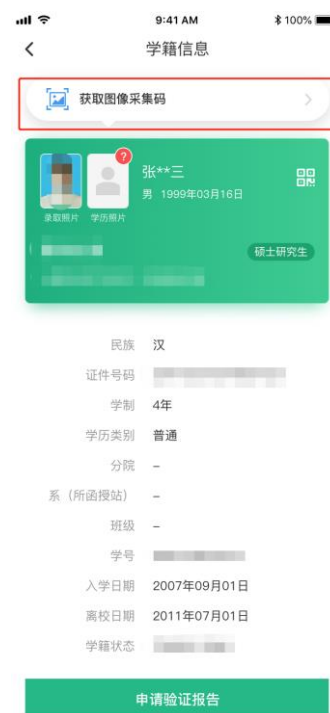 9:41 AM
100%
学籍信息
获取图像采集码
?
张**三
男 1999年03月16日
录取照片 学历照片
硕士研究生
民族 汉
证件号码
学制 4年
学历类别 普通
分院 –
系（所函授站） –
班级 –
学号
入学日期 2007年09月01日
离校日期 2011年07月01日
学籍状态
申请验证报告